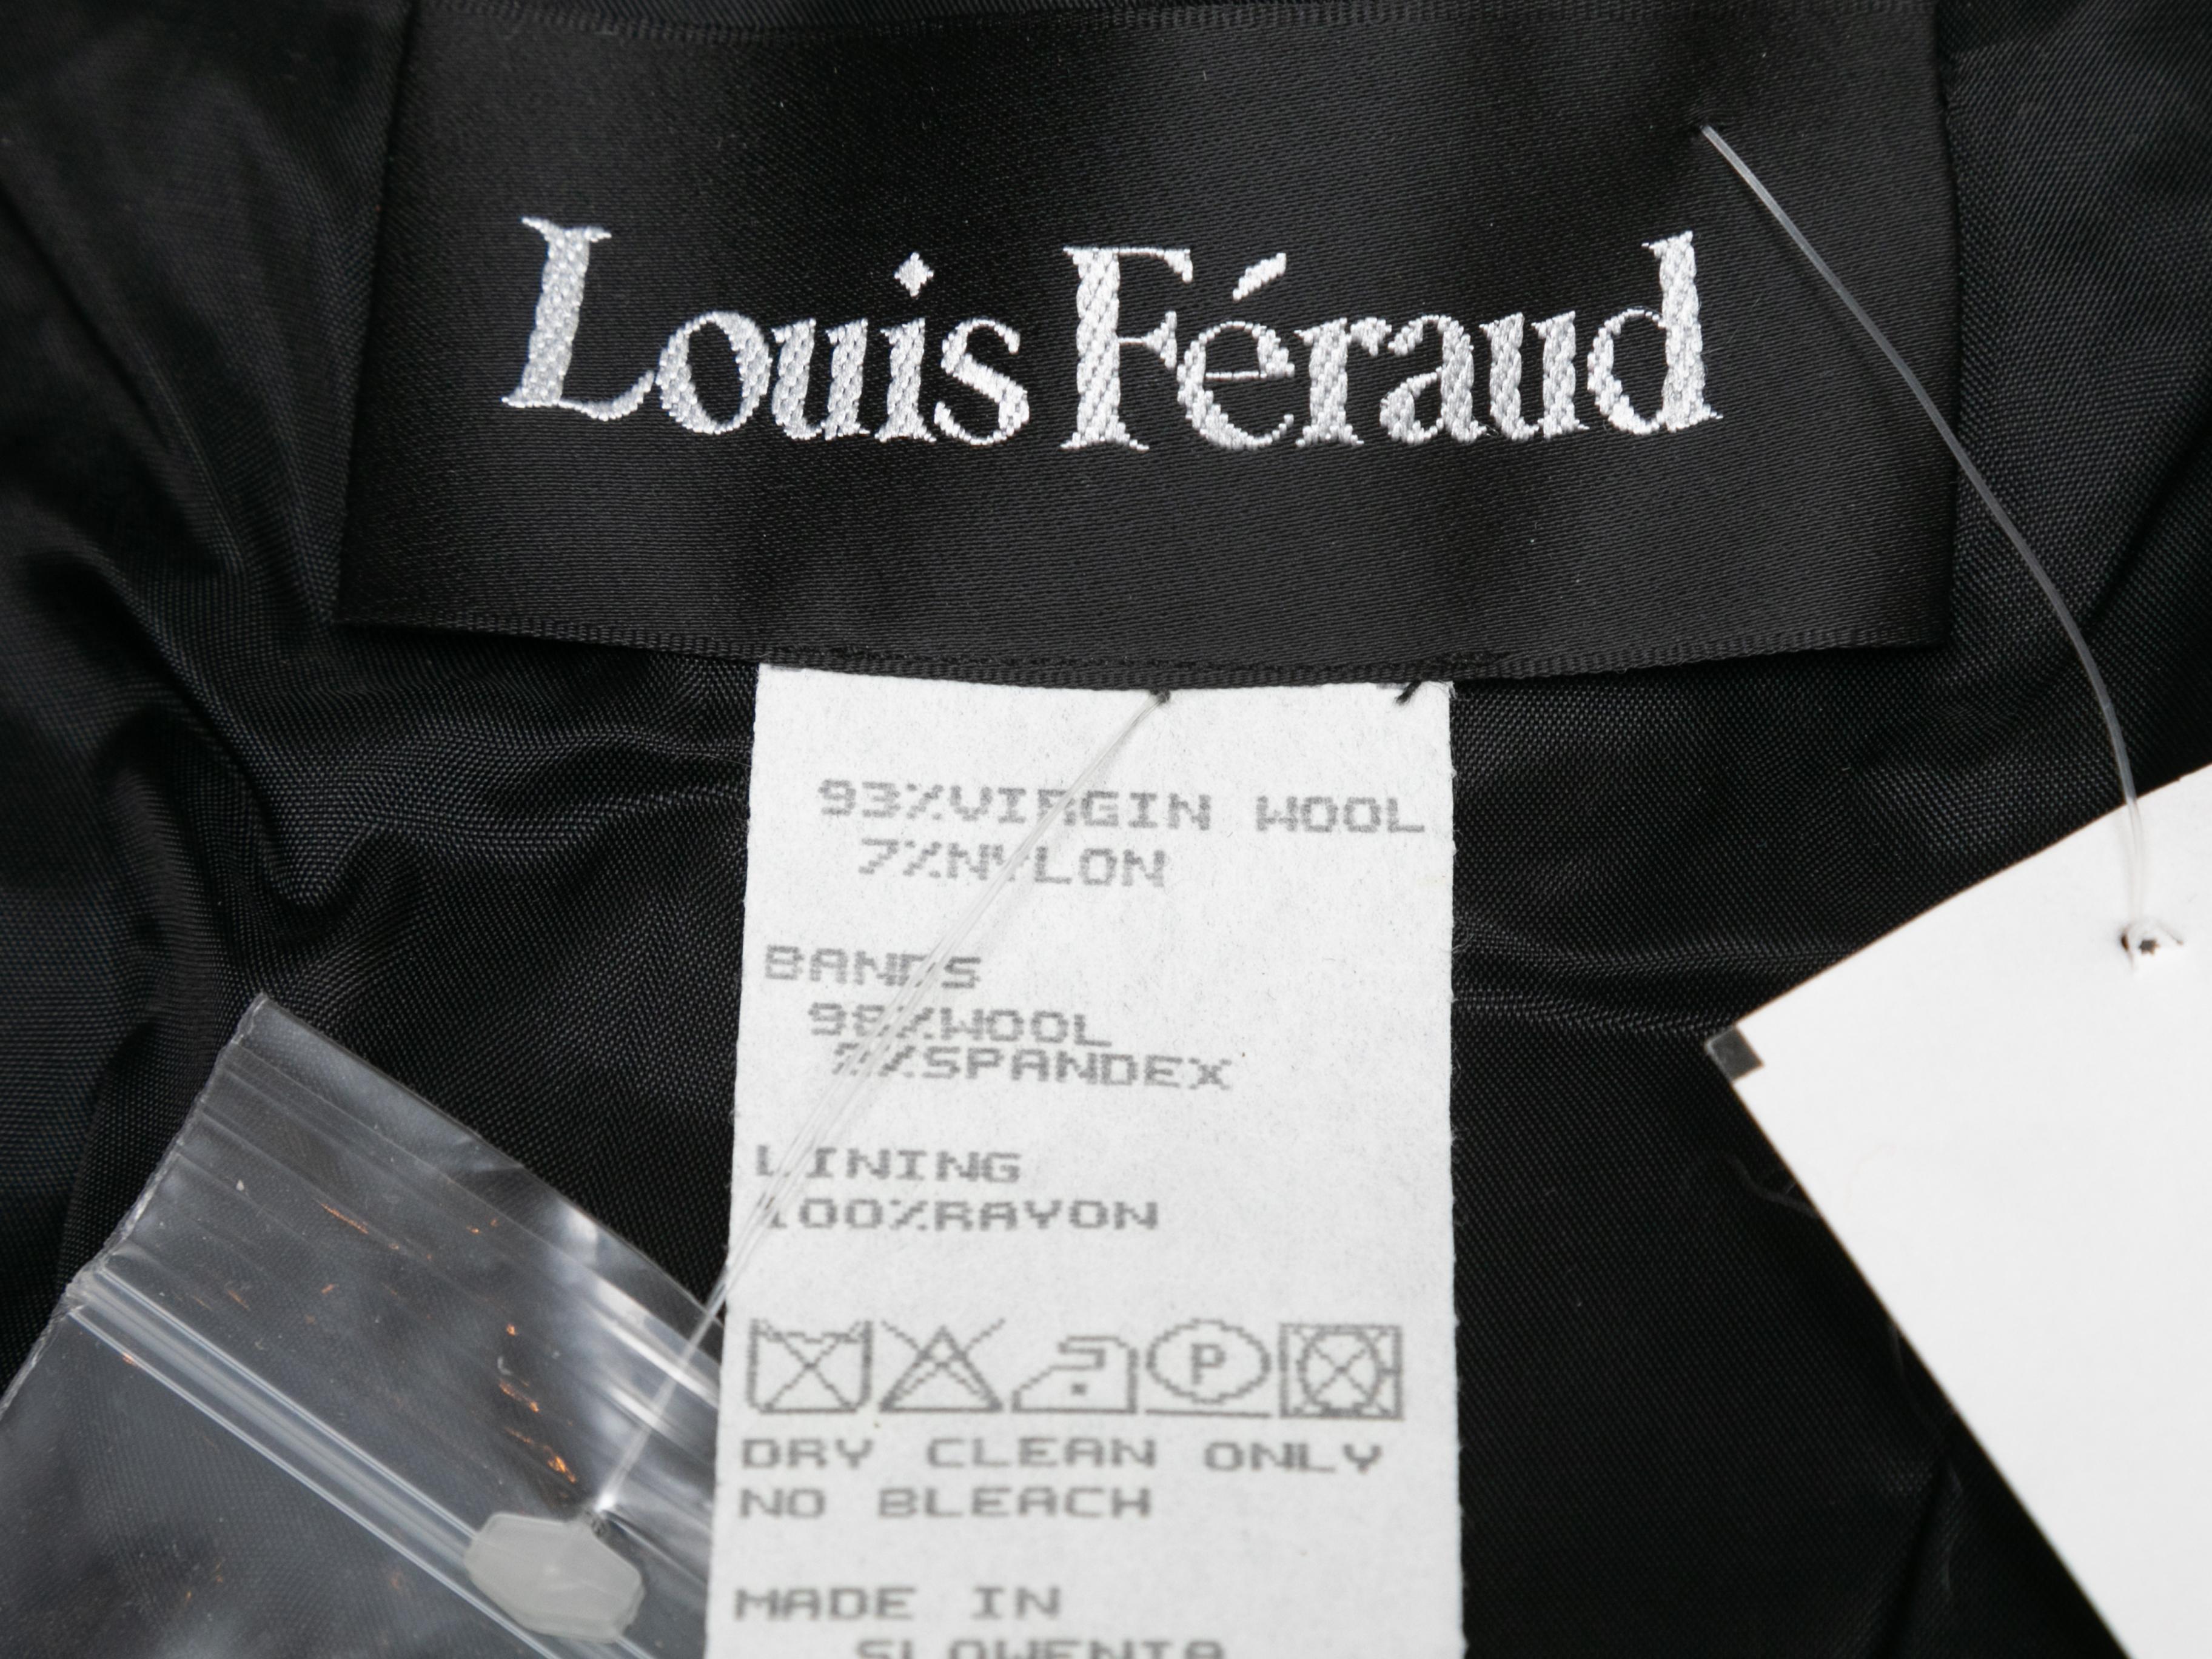 Louis Féraud
93%VIRGIN WOOL
7%NYLON
BANDS
98%WOOL
2%SPANDEX
LINING
100%RAYON
P
DRY CLEAN ONLY
NO BLEACH
MADE IN
SLOWENIA